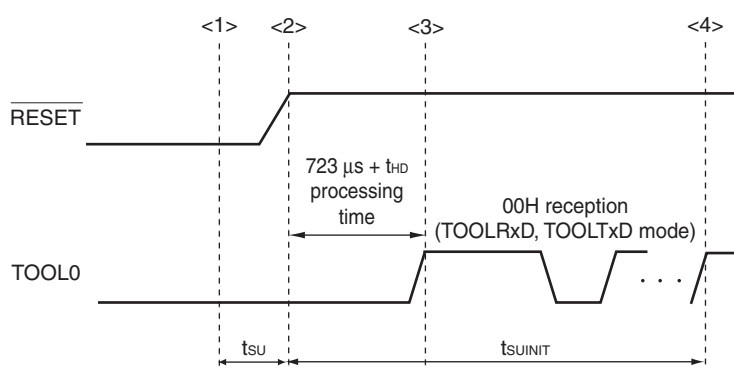 <1> <2> <3> <4>
RESET
723 μs + tHD
processing
time
00H reception
(TOOLRxD, TOOLTxD mode)
TOOL0
. . .
tSU
tSUINIT